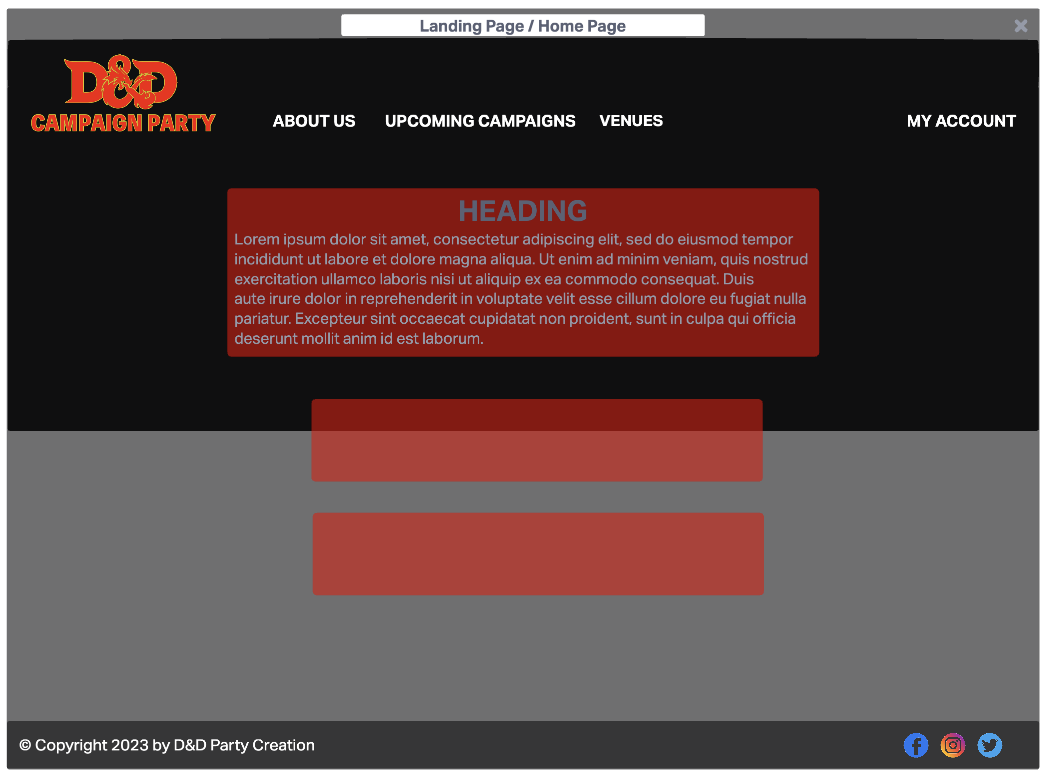 Landing Page / Home Page
D&D
CAMPAIGN PARTY
ABOUT US UPCOMING CAMPAIGNS VENUES MY ACCOUNT
HEADING
Lorem ipsum dolor sit amet, consectetur adipiscing elit, sed do eiusmod tempor
incididunt ut labore et dolore magna aliqua. Ut enim ad minim veniam, quis nostrud
exercitation ullamco laboris nisi ut aliquip ex ea commodo consequat. Duis
aute irure dolor in reprehenderit in voluptate velit esse cillum dolore eu fugiat nulla
pariatur. Excepteur sint occaecat cupidatat non proident, sunt in culpa qui officia
deserunt mollit anim id est laborum.
© Copyright 2023 by D&D Party Creation